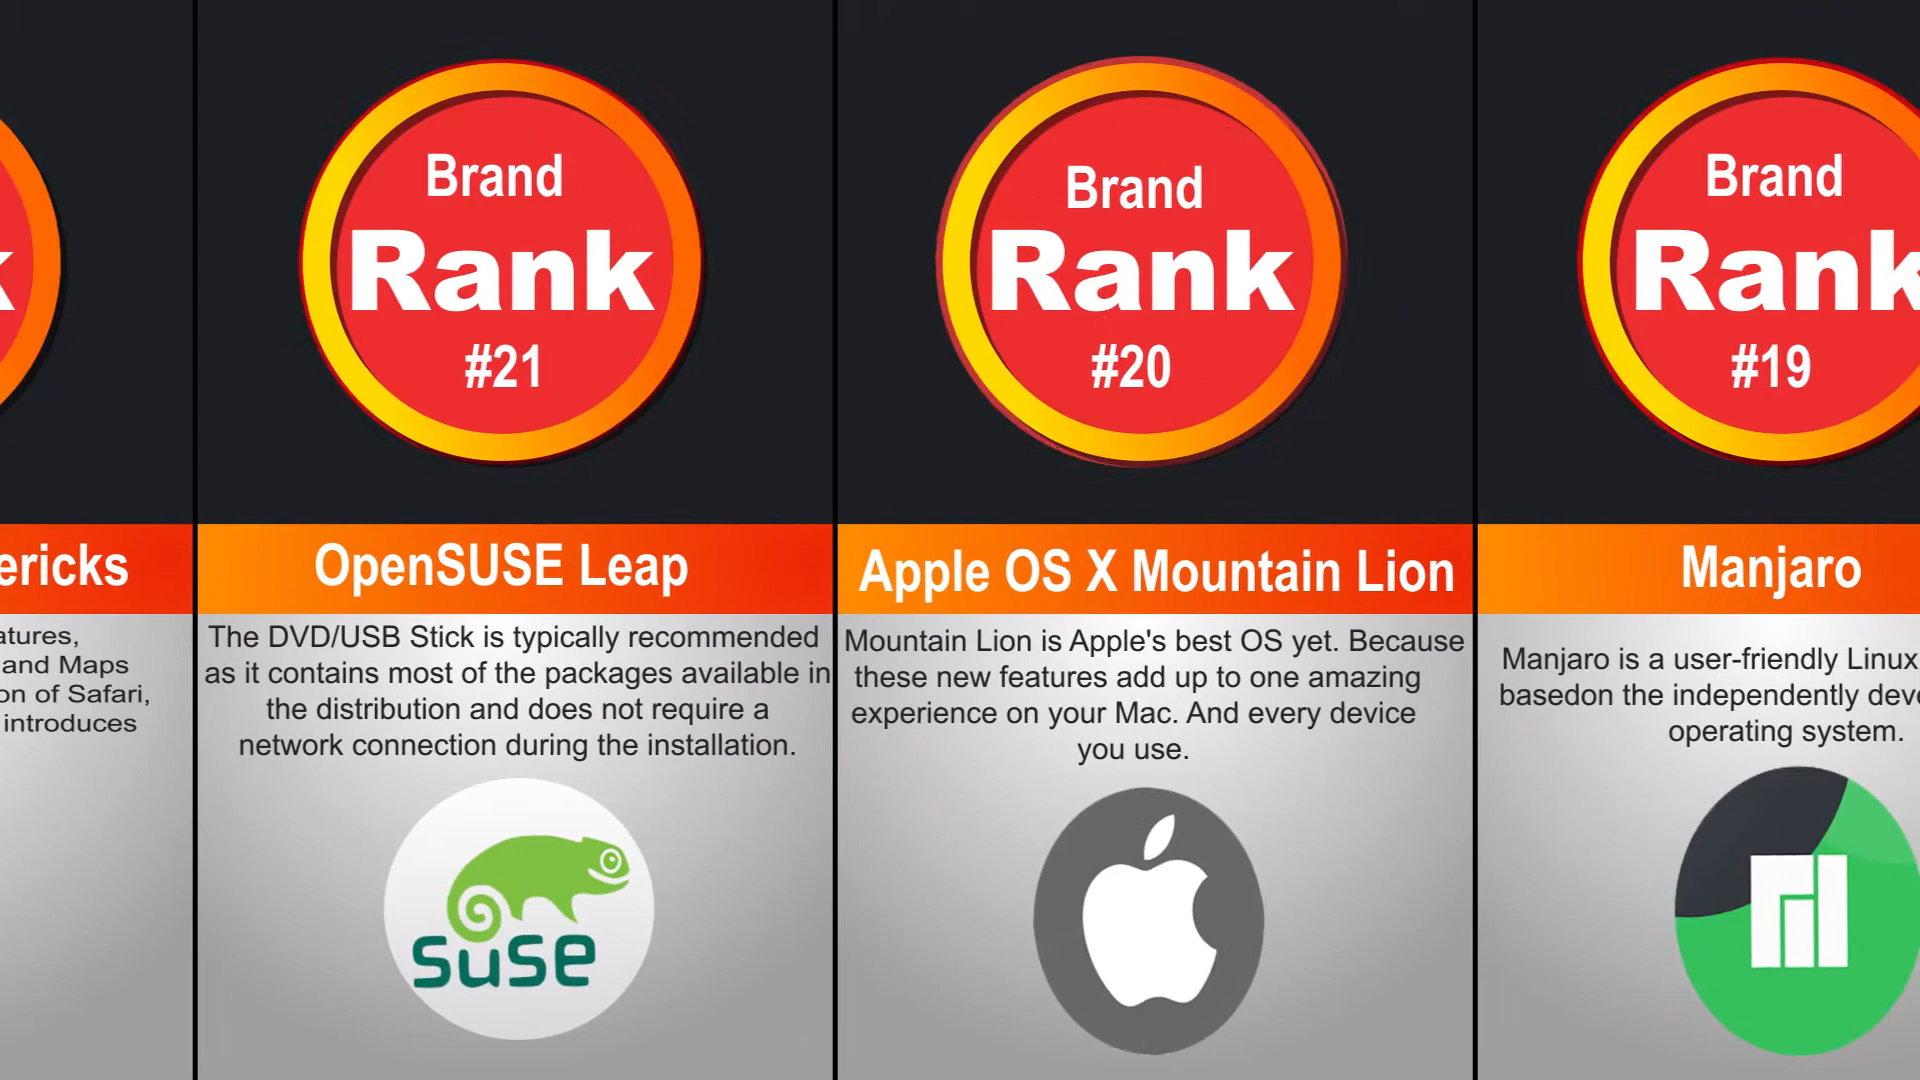 ericks
atures,
and Maps
on of Safari,
introduces
Brand
Rank
#21
OpenSUSE Leap
The DVD/USB Stick is typically recommended
as it contains most of the packages available in
the distribution and does not require a
network connection during the installation.
SuSE
Brand
Rank
#20
Apple OS X Mountain Lion
Mountain Lion is Apple's best OS yet. Because
these new features add up to one amazing
experience on your Mac. And every device
you use.
Brand
Rank
#19
Manjaro
Manjaro is a user-friendly Linux
basedon the independently deve
operating system.